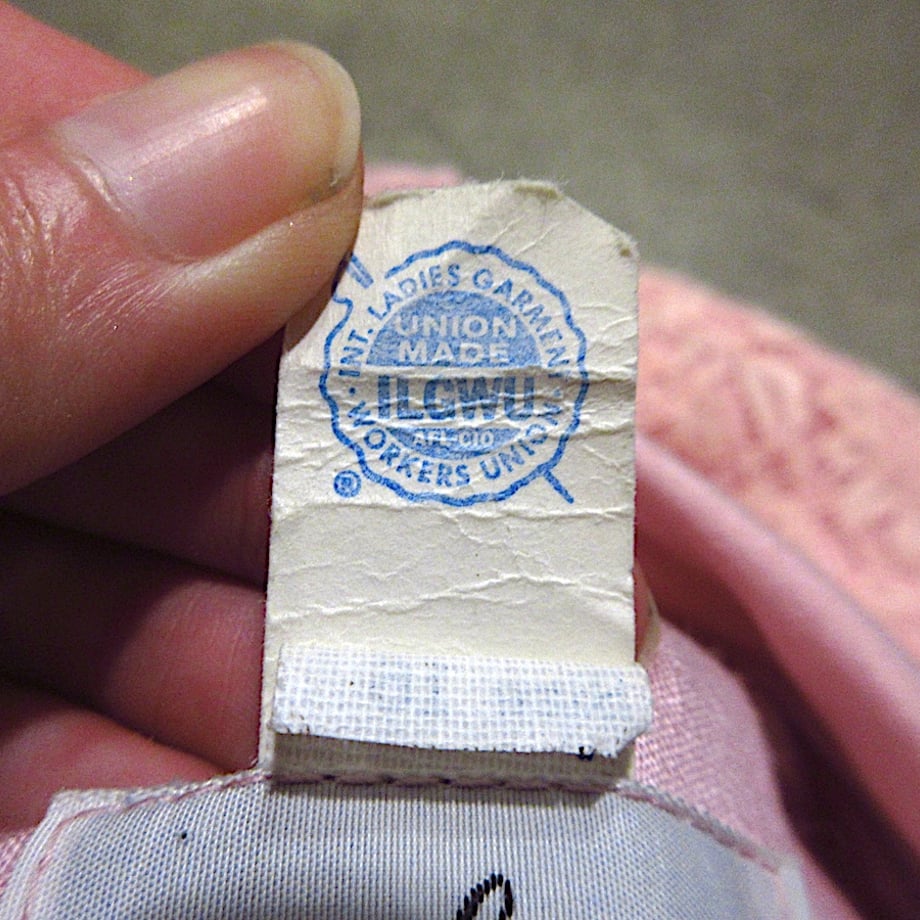 INT. LADIES GARMENT
UNION
MADE
ILGWU
AFL-CIO
WORKERS UNION
®